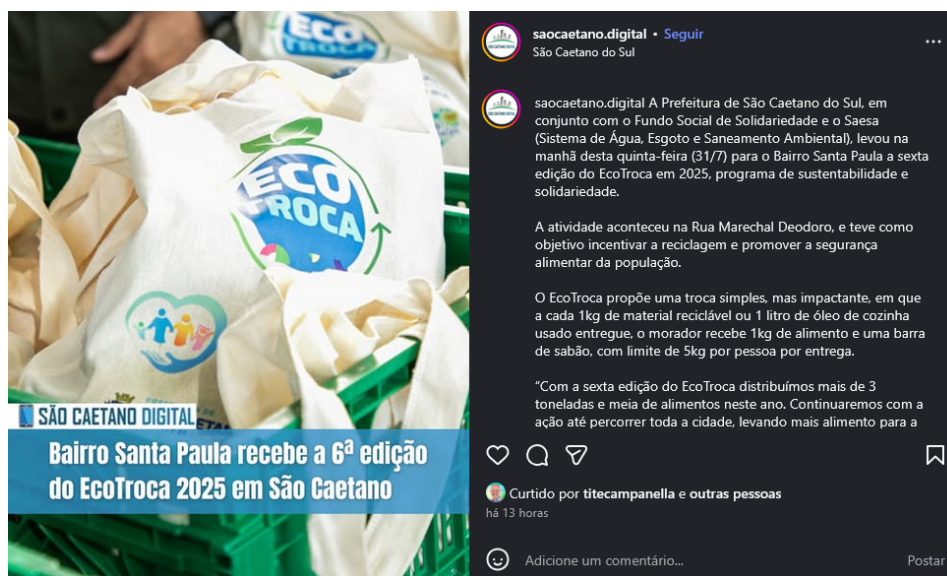 ECO
TROCA
ECO
TROCA
SÃO CAETANO DIGITAL
Bairro Santa Paula recebe a 6ª edição
do EcoTroca 2025 em São Caetano
saocaetano.digital • Seguir
São Caetano do Sul
saocaetano.digital A Prefeitura de São Caetano do Sul, em
conjunto com o Fundo Social de Solidariedade e o Saesa
(Sistema de Água, Esgoto e Saneamento Ambiental), levou na
manhã desta quinta-feira (31/7) para o Bairro Santa Paula a sexta
edição do EcoTroca em 2025, programa de sustentabilidade e
solidariedade.
A atividade aconteceu na Rua Marechal Deodoro, e teve como
objetivo incentivar a reciclagem e promover a segurança
alimentar da população.
O EcoTroca propõe uma troca simples, mas impactante, em que
a cada 1kg de material reciclável ou 1 litro de óleo de cozinha
usado entregue, o morador recebe 1kg de alimento e uma barra
de sabão, com limite de 5kg por pessoa por entrega.
“Com a sexta edição do EcoTroca distribuímos mais de 3
toneladas e meia de alimentos neste ano. Continuaremos com a
ação até percorrer toda a cidade, levando mais alimento para a
Curtido por titecampanella e outras pessoas
há 13 horas
Adicione um comentário...
Postar